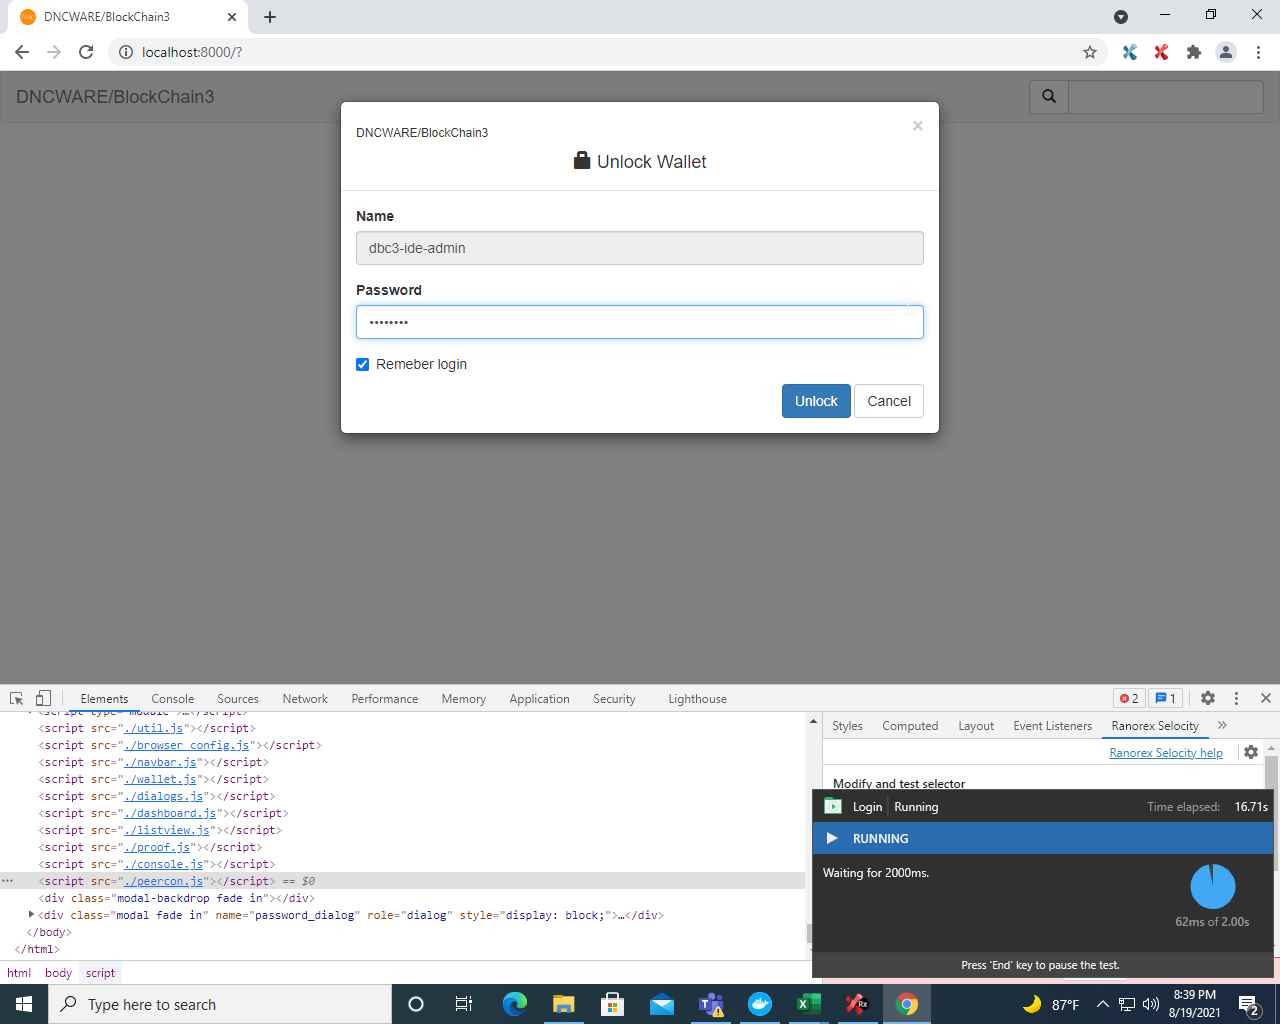 DNCWARE/BlockChain3
localhost:8000/?
DNCWARE/BlockChain3
DNCWARE/BlockChain3
×
Unlock Wallet
Name
dbc3-ide-admin
Password
••••••••
Remeber login
Unlock Cancel
Elements Console Sources Network Performance Memory Application Security Lighthouse 2 1
<script type="module">…</script>
<script src="./util.js"></script>
<script src="./browser_config.js"></script>
<script src="./navbar.js"></script>
<script src="./wallet.js"></script>
<script src="./dialogs.js"></script>
<script src="./dashboard.js"></script>
<script src="./listview.js"></script>
<script src="./proof.js"></script>
<script src="./console.js"></script>
<script src="./peercon.js"></script> == $0
<div class="modal-backdrop fade in"></div>
<div class="modal fade in" name="password_dialog" role="dialog" style="display: block;">…</div>
</body>
</html>
html body script
Styles Computed Layout Event Listeners Ranorex Selocity »
Ranorex Selocity help
Modify and test selector
Login Running Time elapsed: 16.71s
RUNNING
Waiting for 2000ms.
62ms of 2.00s
Press 'End' key to pause the test.
Type here to search
87°F
8:39 PM
8/19/2021
2